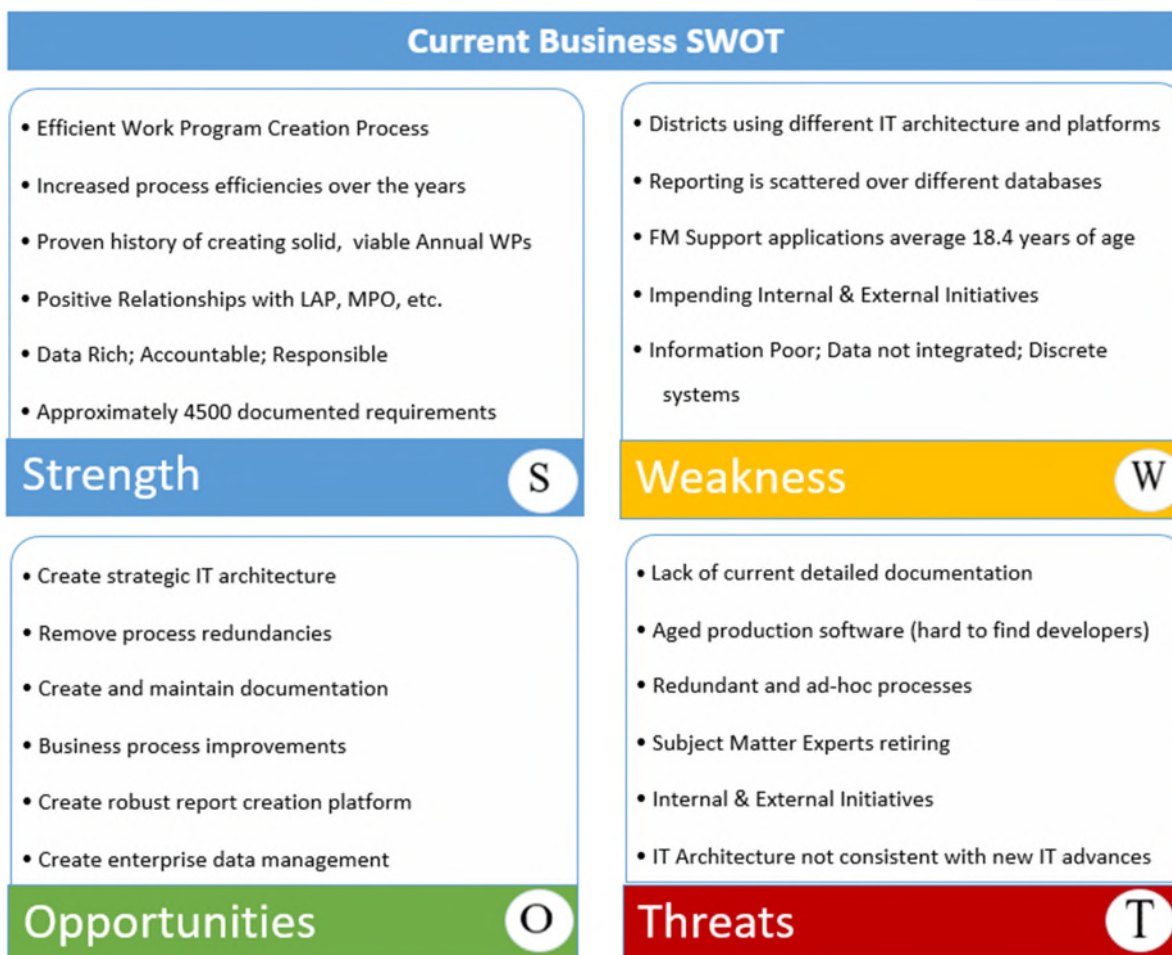 Current Business SWOT
• Efficient Work Program Creation Process
• Increased process efficiencies over the years
• Proven history of creating solid, viable Annual WPs
• Positive Relationships with LAP, MPO, etc.
• Data Rich; Accountable; Responsible
• Approximately 4500 documented requirements
Strength S
• Districts using different IT architecture and platforms
• Reporting is scattered over different databases
• FM Support applications average 18.4 years of age
• Impending Internal & External Initiatives
• Information Poor; Data not integrated; Discrete
systems
Weakness W
• Create strategic IT architecture
• Remove process redundancies
• Create and maintain documentation
• Business process improvements
• Create robust report creation platform
• Create enterprise data management
Opportunities O
• Lack of current detailed documentation
• Aged production software (hard to find developers)
• Redundant and ad-hoc processes
• Subject Matter Experts retiring
• Internal & External Initiatives
• IT Architecture not consistent with new IT advances
Threats T